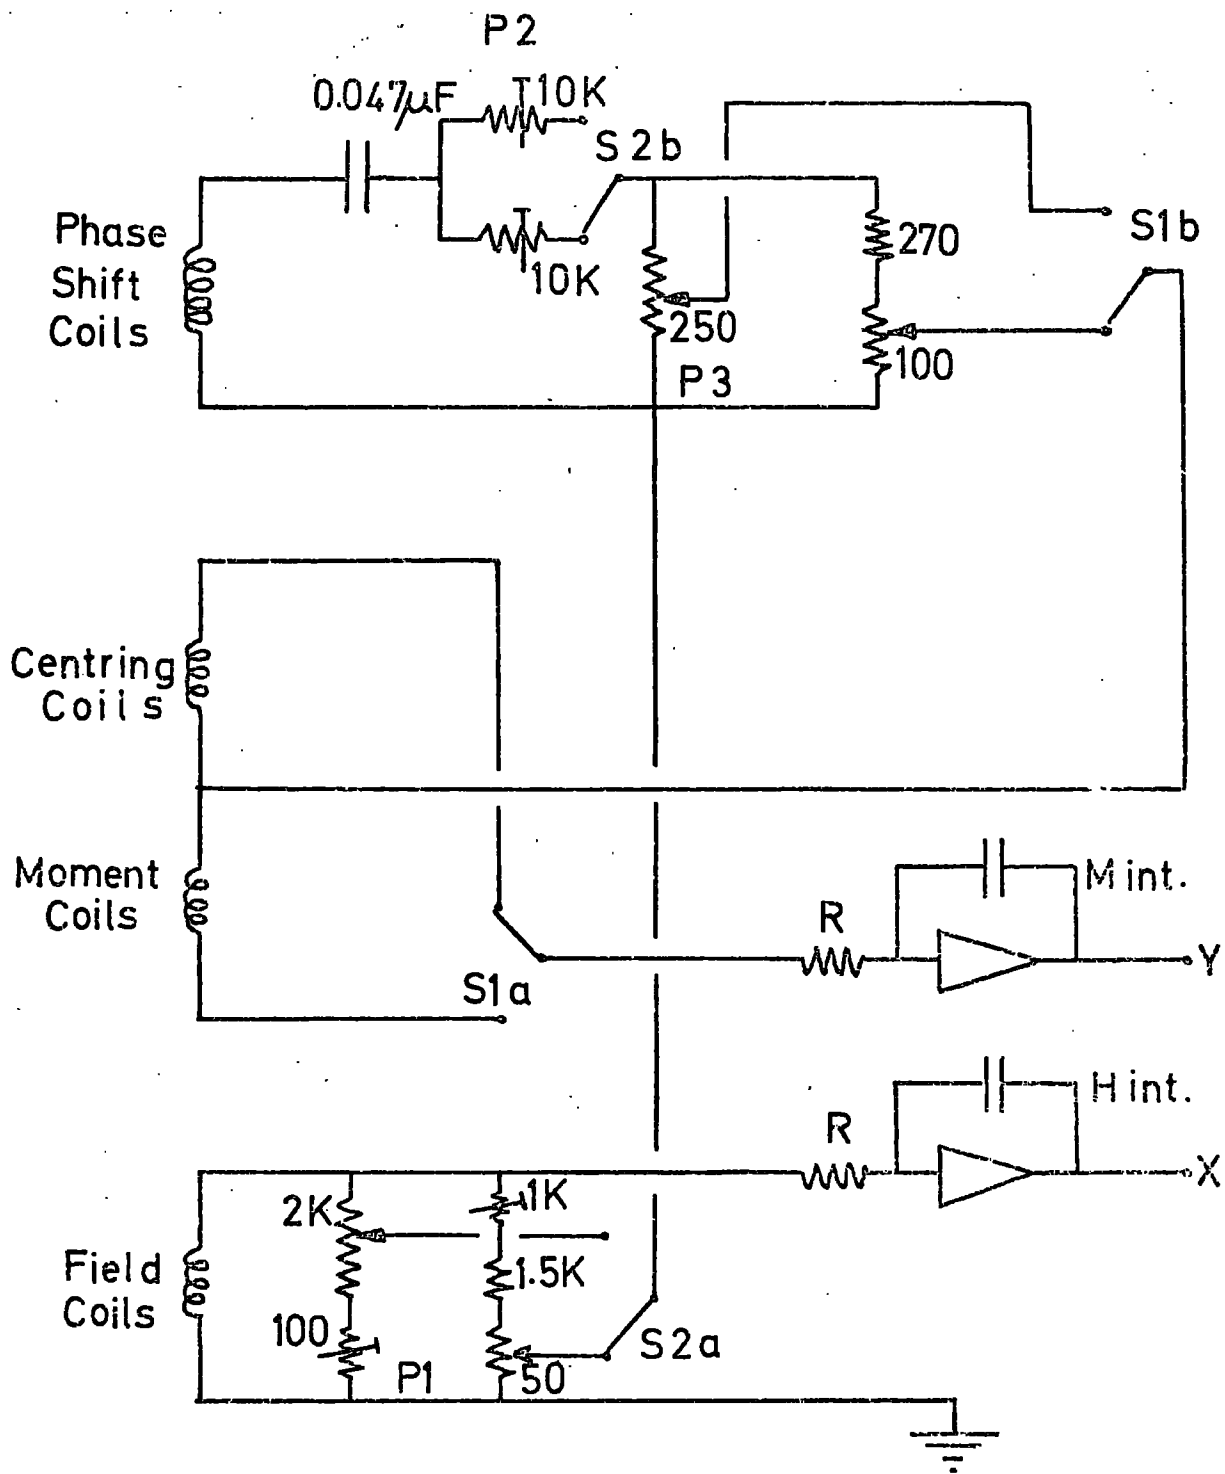 P2
0.047μF
10K
S2b
10K
Phase
Shift
Coils
250
P3
270
100
S1b
Centring
Coils
Moment
Coils
S1a
R
M int.
Y
R
H int.
X
Field
Coils
2K
100
P1
1K
1.5K
50
S2a